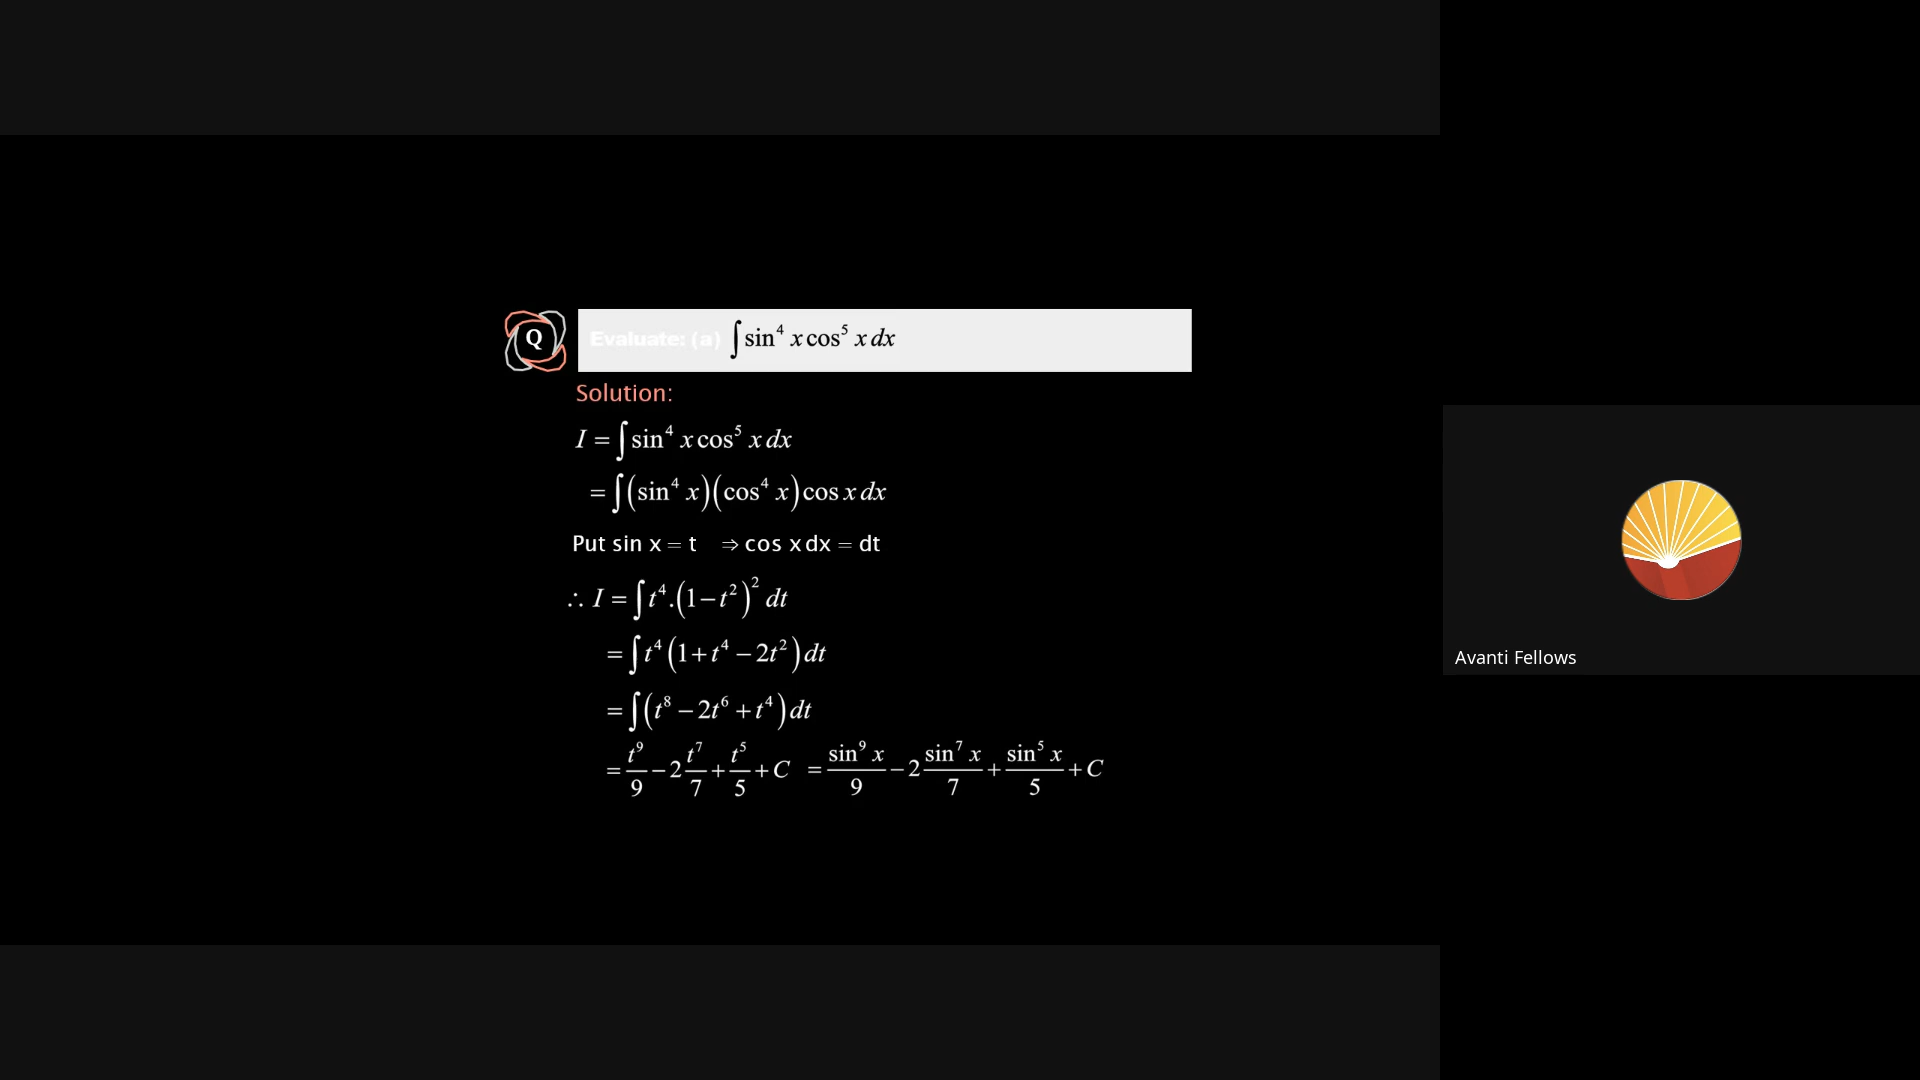 Q
Evaluate: (a) ∫sin⁴ x cos⁵ x dx
Solution:
I = ∫sin⁴ x cos⁵ x dx
= ∫(sin⁴ x)(cos⁴ x)cos x dx
Put sin x = t ⇒ cos x dx = dt
∴ I = ∫t⁴.(1−t²)² dt
= ∫t⁴(1+t⁴−2t²)dt
= ∫(t⁸−2t⁶+t⁴)dt
= t⁹/9 − 2 t⁷/7 + t⁵/5 + C = sin⁹ x/9 − 2 sin⁷ x/7 + sin⁵ x/5 + C
Avanti Fellows